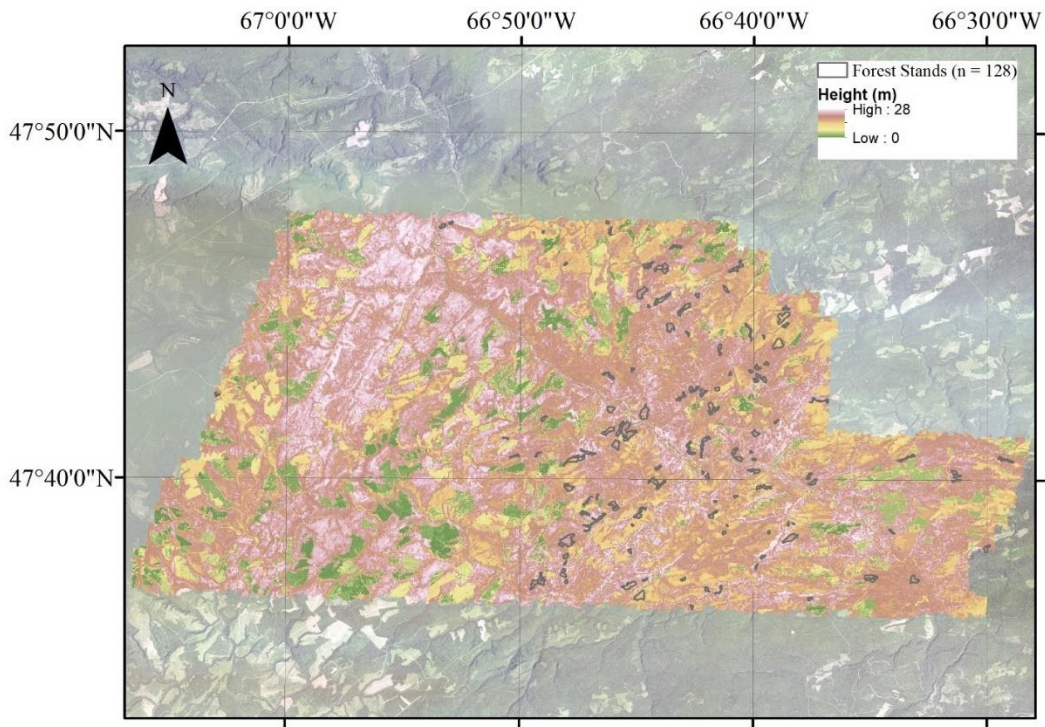 67°0'0"W 66°50'0"W 66°40'0"W 66°30'0"W
Forest Stands (n = 128)
Height (m)
High : 28
Low : 0
N
47°50'0"N
47°40'0"N